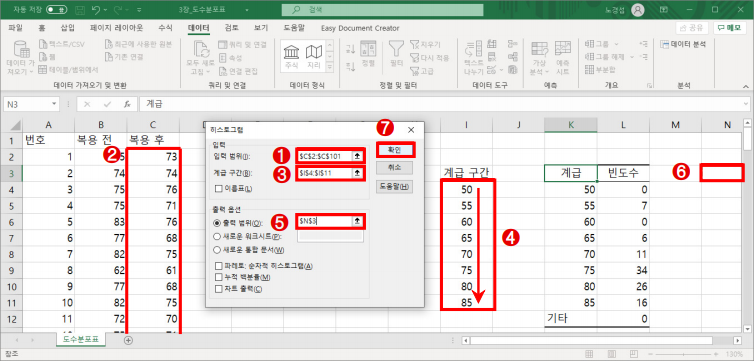 자동 저장 3장_도수분포표 검색 노경섭
파일 홈 삽입 페이지 레이아웃 수식 데이터 검토 보기 도움말 Easy Document Creator 공유 메모
데이터 가져오기 텍스트/CSV 웹 테이블/범위에서 최근에 사용한 원본 기존 연결 모두 새로 고침 쿼리 및 연결 속성 연결 편집 주식 지리 정렬 필터 지우기 다시 적용 고급 텍스트 나누기 가상 분석 예측 시트 그룹 그룹 해제 부분합 데이터 분석
데이터 가져오기 및 변환 쿼리 및 연결 데이터 형식 정렬 및 필터 데이터 도구 예측 개요 분석
N3 fx 계급
A B C D I J K L M N
1 번호 복용 전 복용 후
2 1 5 73
3 2 74 74 계급 구간 계급 빈도수
4 3 75 76 50 50 0
5 4 75 71 55 55 7
6 5 83 76 60 60 0
7 6 77 68 65 65 6
8 7 82 75 70 70 11
9 8 62 61 75 75 34
10 9 77 68 80 80 26
11 10 82 75 85 85 16
12 11 72 70 기타 0
히스토그램 ? ×
입력
입력 범위(I): $C$2:$C$101
계급 구간(B): $I$4:$I$11
이름표(L)
출력 옵션
출력 범위(O): $N$3
새로운 워크시트(P):
새로운 통합 문서(W)
파레토: 순차적 히스토그램(A)
누적 백분율(M)
차트 출력(C)
확인
취소
도움말(H)
1
2
3
4
5
6
7
도수분포표
참조 130%